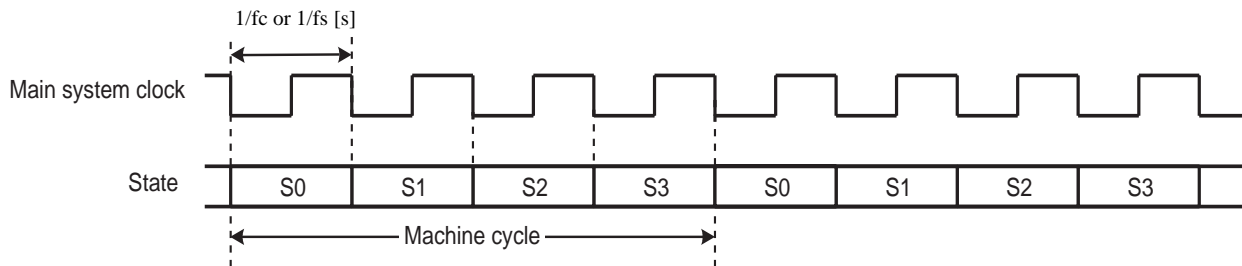 1/fc or 1/fs [s]
Main system clock
State S0 S1 S2 S3 S0 S1 S2 S3
Machine cycle